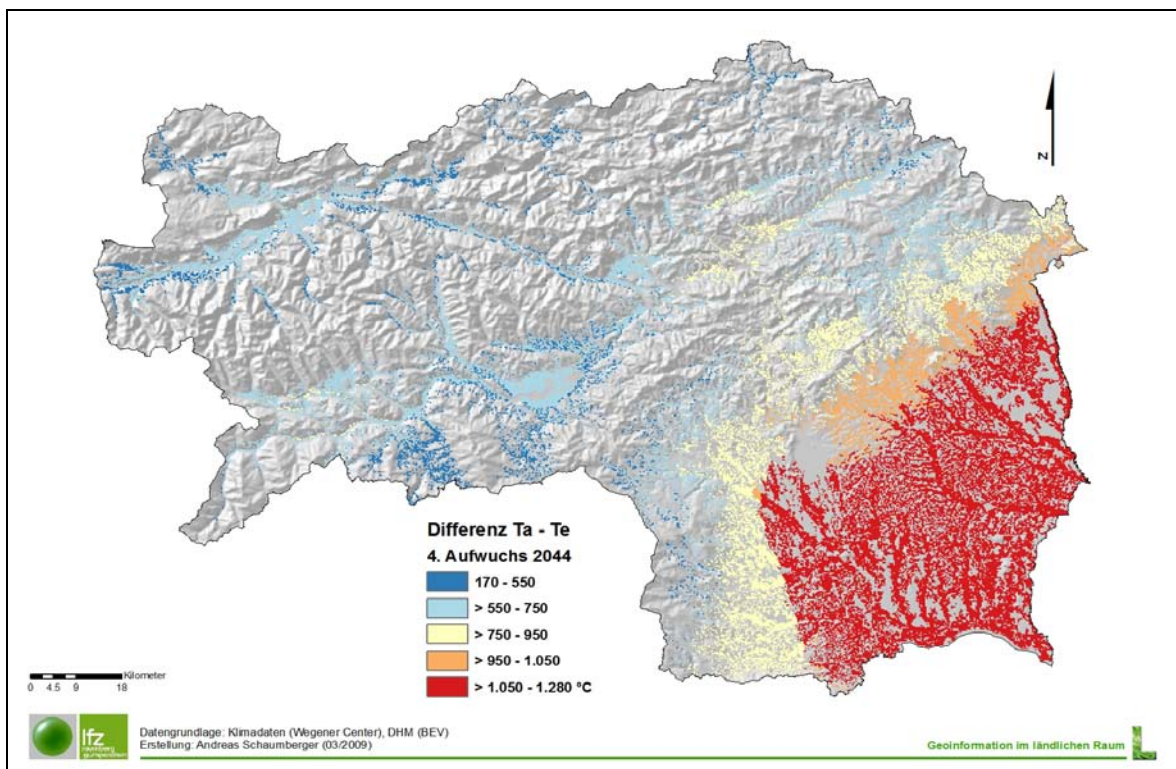 N
Differenz Ta - Te
4. Aufwuchs 2044
170 - 550
> 550 - 750
> 750 - 950
> 950 - 1.050
> 1.050 - 1.280 °C
Kilometer
0 4.5 9 18
lfz
raumberg
gumpenstein
Datengrundlage: Klimadaten (Wegener Center), DHM (BEV)
Erstellung: Andreas Schaumberger (03/2009)
Geoinformation im ländlichen Raum
L